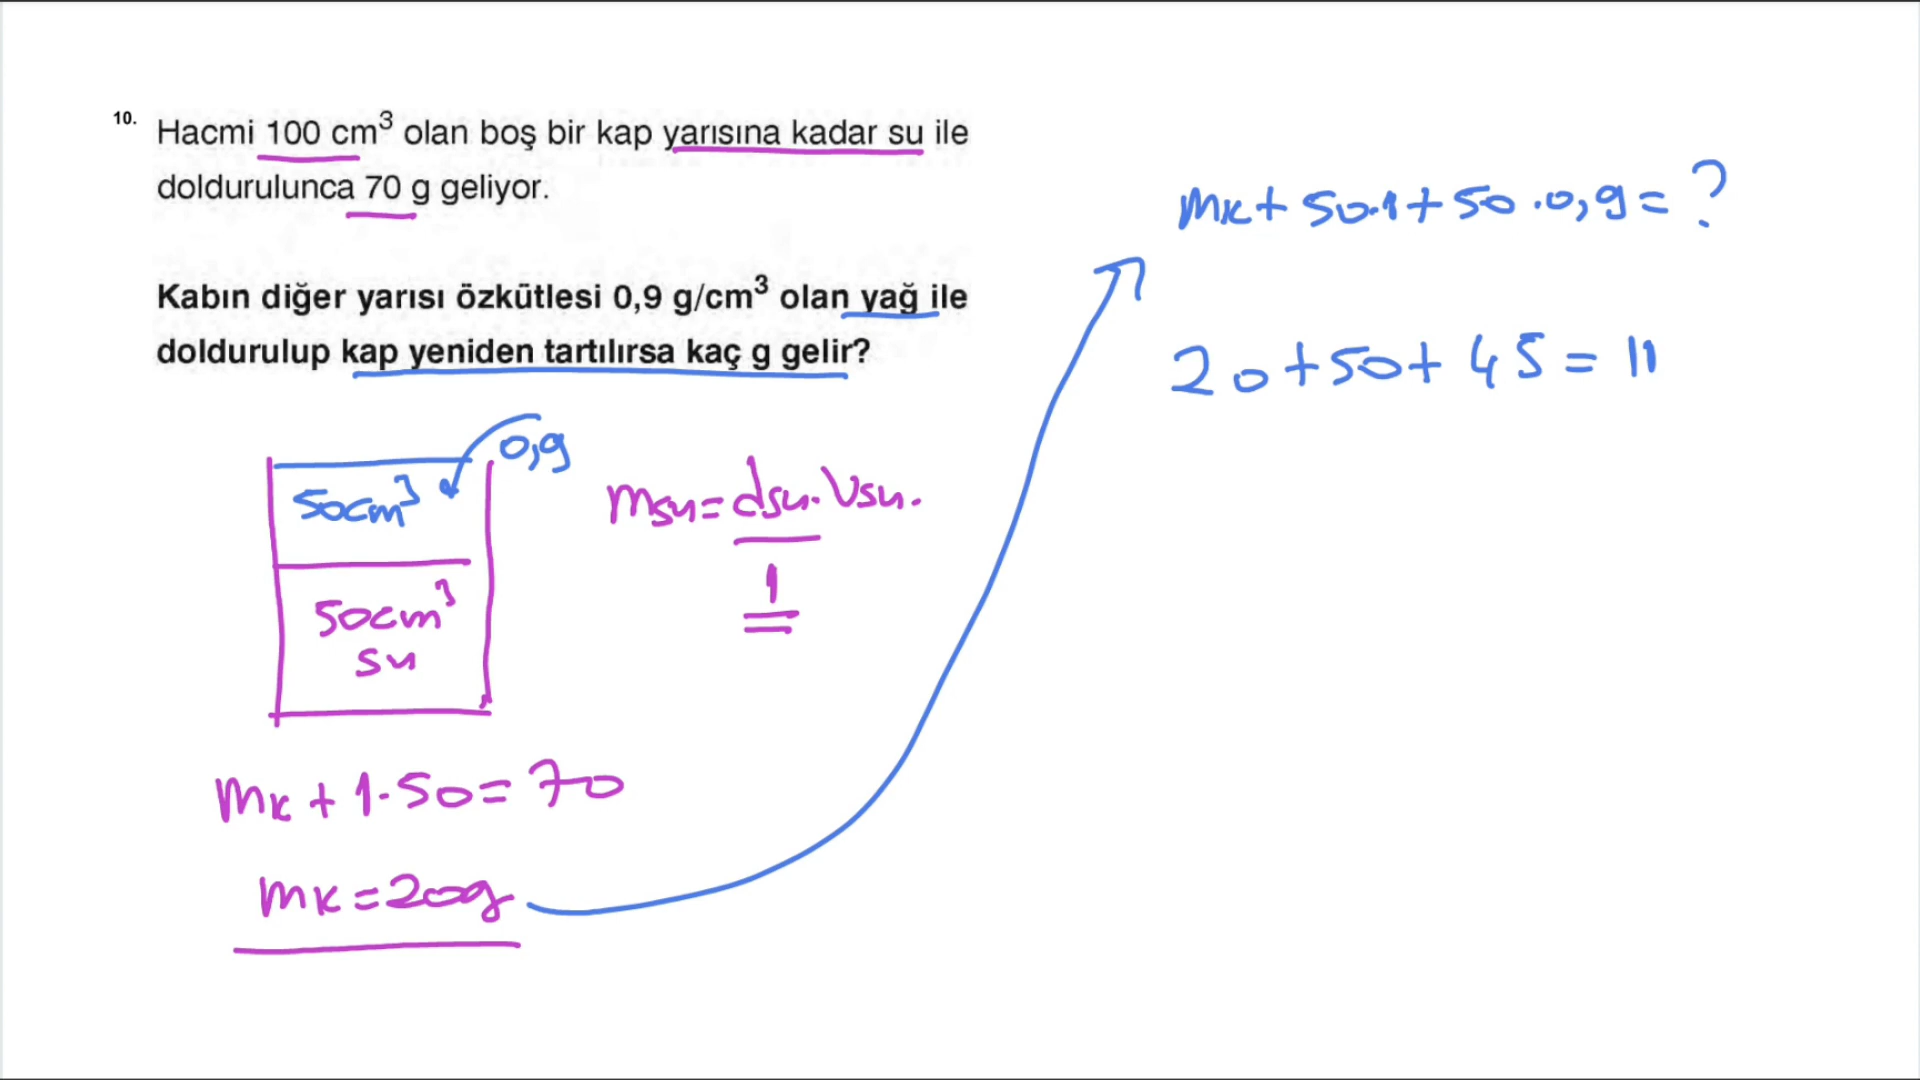 10. Hacmi 100 cm³ olan boş bir kap yarısına kadar su ile
doldurulunca 70 g geliyor.
Kabın diğer yarısı özkütlesi 0,9 g/cm³ olan yağ ile
doldurulup kap yeniden tartılırsa kaç g gelir?
0,9
50cm³
50cm³
su
msu=dsu.Vsu.
1
mK+1.50=70
mK=20g
mK+50.1+50.0,9=?
20+50+45=11